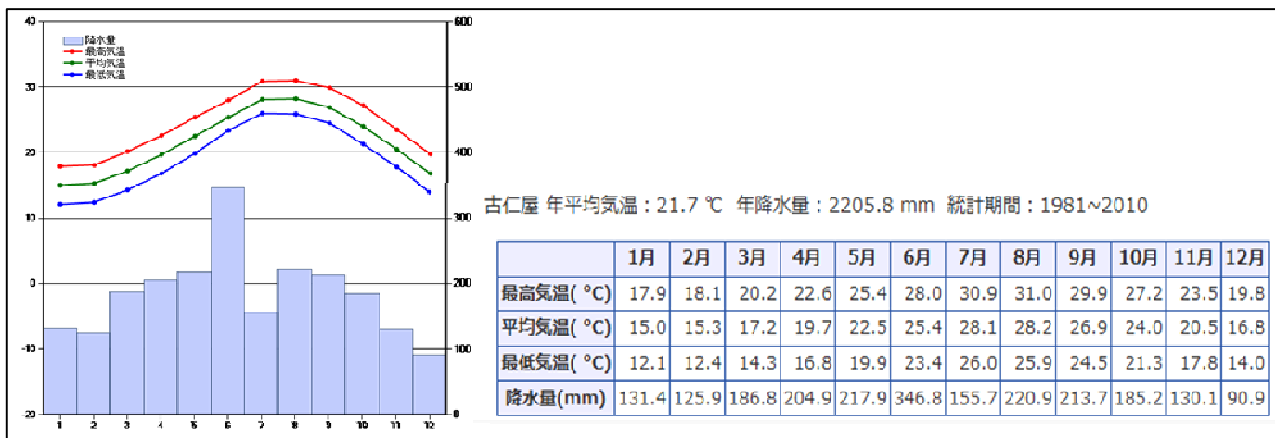 40
30
20
10
0
-10
-20
600
500
400
300
200
100
0
降水量
最高気温
平均気温
最低気温
1 2 3 4 5 6 7 8 9 10 11 12
古仁屋 年平均気温:21.7 ℃ 年降水量:2205.8 mm 統計期間:1981~2010
1月 2月 3月 4月 5月 6月 7月 8月 9月 10月 11月 12月
最高気温( °C) 17.9 18.1 20.2 22.6 25.4 28.0 30.9 31.0 29.9 27.2 23.5 19.8
平均気温( °C) 15.0 15.3 17.2 19.7 22.5 25.4 28.1 28.2 26.9 24.0 20.5 16.8
最低気温( °C) 12.1 12.4 14.3 16.8 19.9 23.4 26.0 25.9 24.5 21.3 17.8 14.0
降水量(mm) 131.4 125.9 186.8 204.9 217.9 346.8 155.7 220.9 213.7 185.2 130.1 90.9